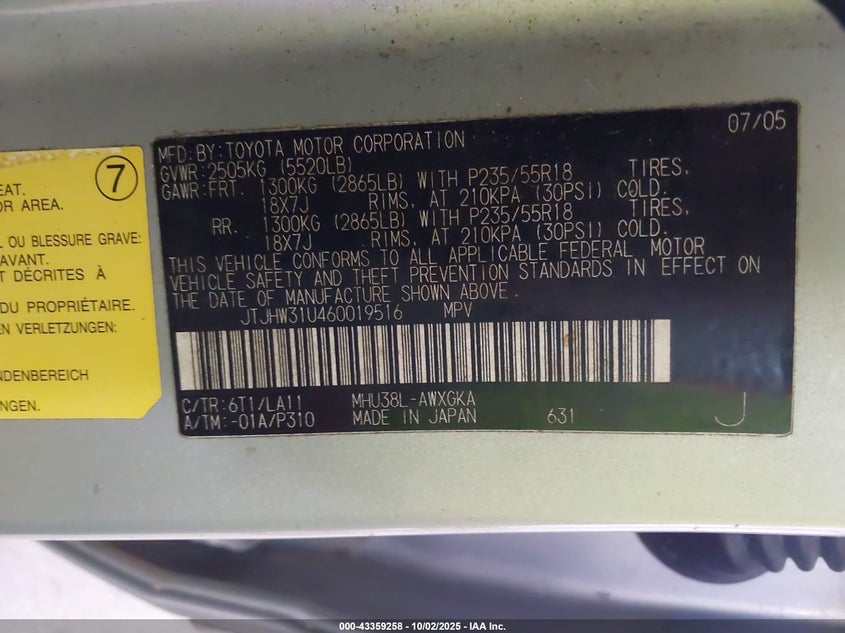 7
EAT.
OR AREA.
L OU BLESSURE GRAVE:
AVANT.
T DÉCRITES À
DU PROPRIÉTAIRE.
EN VERLETZUNGEN:
NDENBEREICH
07/05
MFD. BY: TOYOTA MOTOR CORPORATION
GVWR: 2505KG (5520LB)
GAWR: FRT. 1300KG (2865LB) WITH P235/55R18 TIRES,
18X7J RIMS, AT 210KPA (30PSI) COLD.
RR. 1300KG (2865LB) WITH P235/55R18 TIRES,
18X7J RIMS, AT 210KPA (30PSI) COLD.
THIS VEHICLE CONFORMS TO ALL APPLICABLE FEDERAL MOTOR
VEHICLE SAFETY AND THEFT PREVENTION STANDARDS IN EFFECT ON
THE DATE OF MANUFACTURE SHOWN ABOVE.
JTJHW31U460019516 MPV
C/TR: 6T1/LA11 MHU38L-AWXGKA
A/TM: -01A/P310 MADE IN JAPAN 631 J
000-43359258 - 10/02/2025 - IAA Inc.